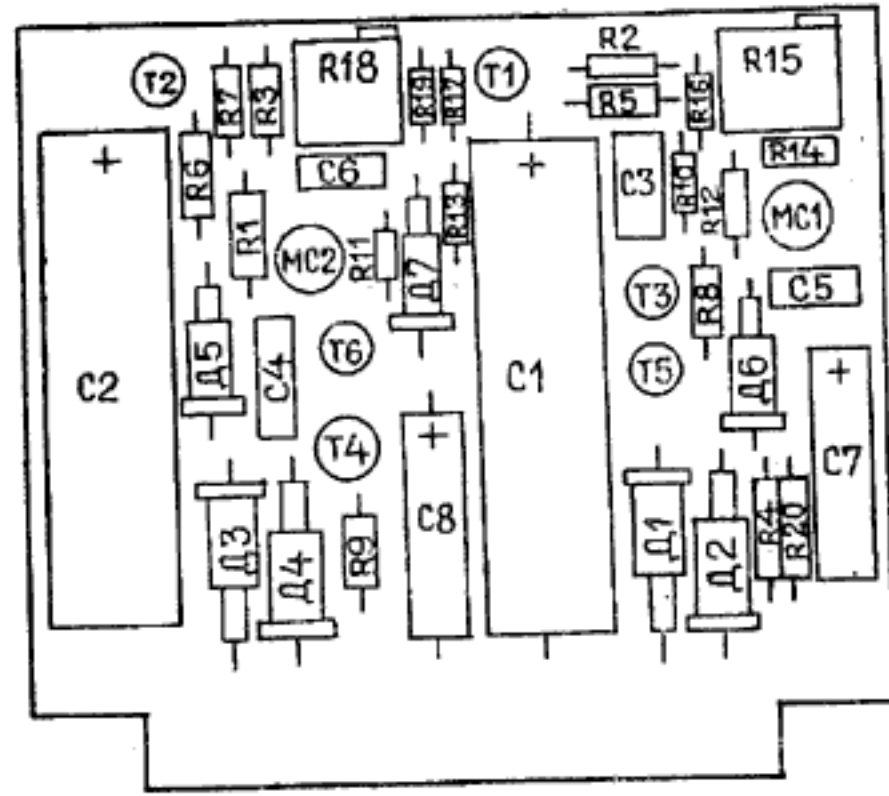 R2
R18
R15
T2
R7
R3
R19
R17
T1
R5
R16
+
R6
C6
+
C3
R10
R14
R1
R13
R12
MC1
MC2
R11
Д7
T3
R8
C5
Д5
C4
T6
C2
C1
T5
Д6
+
T4
+
C8
C7
Д3
Д4
R9
Д1
Д2
R4
R20